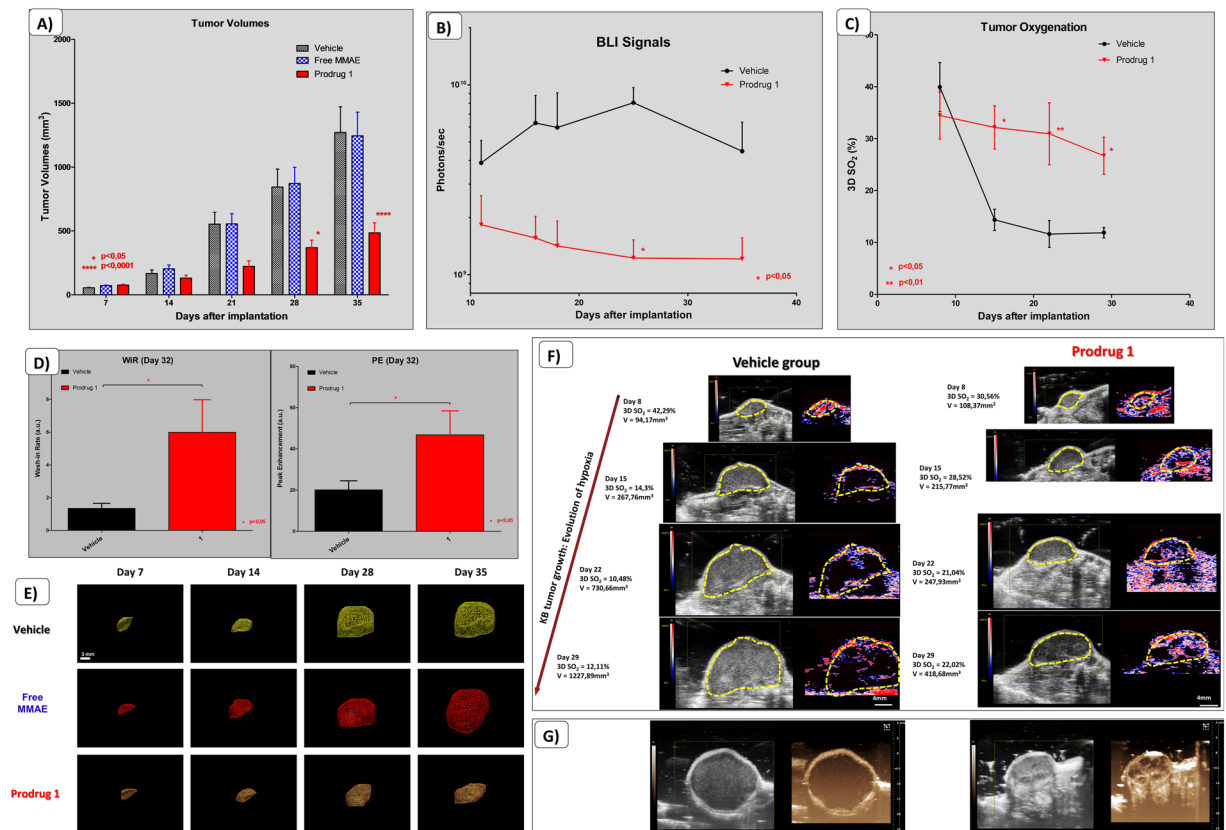 A)
Tumor Volumes
Tumor Volumes (mm³)
2000
1500
1000
500
0
Vehicle
Free MMAE
Prodrug 1
* p<0,05
**** p<0,0001
*
****
7 14 21 28 35
Days after implantation
B)
BLI Signals
Photons/sec
10¹⁰
10⁹
Vehicle
Prodrug 1
*
* p<0,05
10 20 30 40
Days after implantation
C)
Tumor Oxygenation
3D SO₂ (%)
50
40
30
20
10
0
Vehicle
Prodrug 1
* ** *
* p<0,05
** p<0,01
0 10 20 30 40
Days after implantation
D)
WiR (Day 32)
Wash-in Rate (a.u.)
8
6
4
2
0
Vehicle
Prodrug 1
*
* p<0,05
Vehicle 1
PE (Day 32)
Peak Enhancement (a.u.)
80
60
40
20
0
Vehicle
Prodrug 1
*
* p<0,05
Vehicle 1
E)
Day 7 Day 14 Day 28 Day 35
Vehicle
3 mm
Free
MMAE
Prodrug 1
F)
Vehicle group
Prodrug 1
KB tumor growth: Evolution of hypoxia
Day 8
3D SO₂ = 42,29%
V = 94,17mm³
Day 15
3D SO₂ = 14,3%
V = 267,76mm³
Day 22
3D SO₂ = 10,48%
V = 730,66mm³
Day 29
3D SO₂ = 12,11%
V = 1227,89mm³
4mm
Day 8
3D SO₂ = 30,56%
V = 108,37mm³
Day 15
3D SO₂ = 28,52%
V = 215,77mm³
Day 22
3D SO₂ = 21,04%
V = 247,93mm³
Day 29
3D SO₂ = 22,02%
V = 418,68mm³
4mm
G)